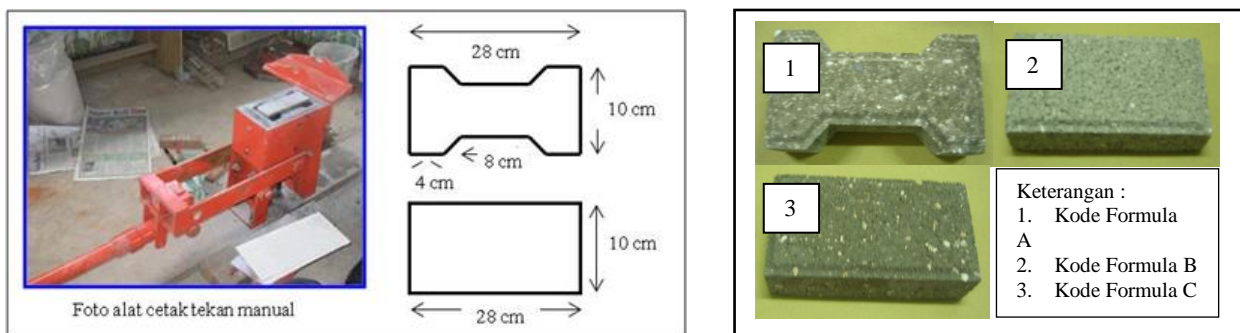 28 cm
10 cm
8 cm
4 cm
10 cm
28 cm
Foto alat cetak tekan manual
1
2
3
Keterangan :
1. Kode Formula
A
2. Kode Formula B
3. Kode Formula C